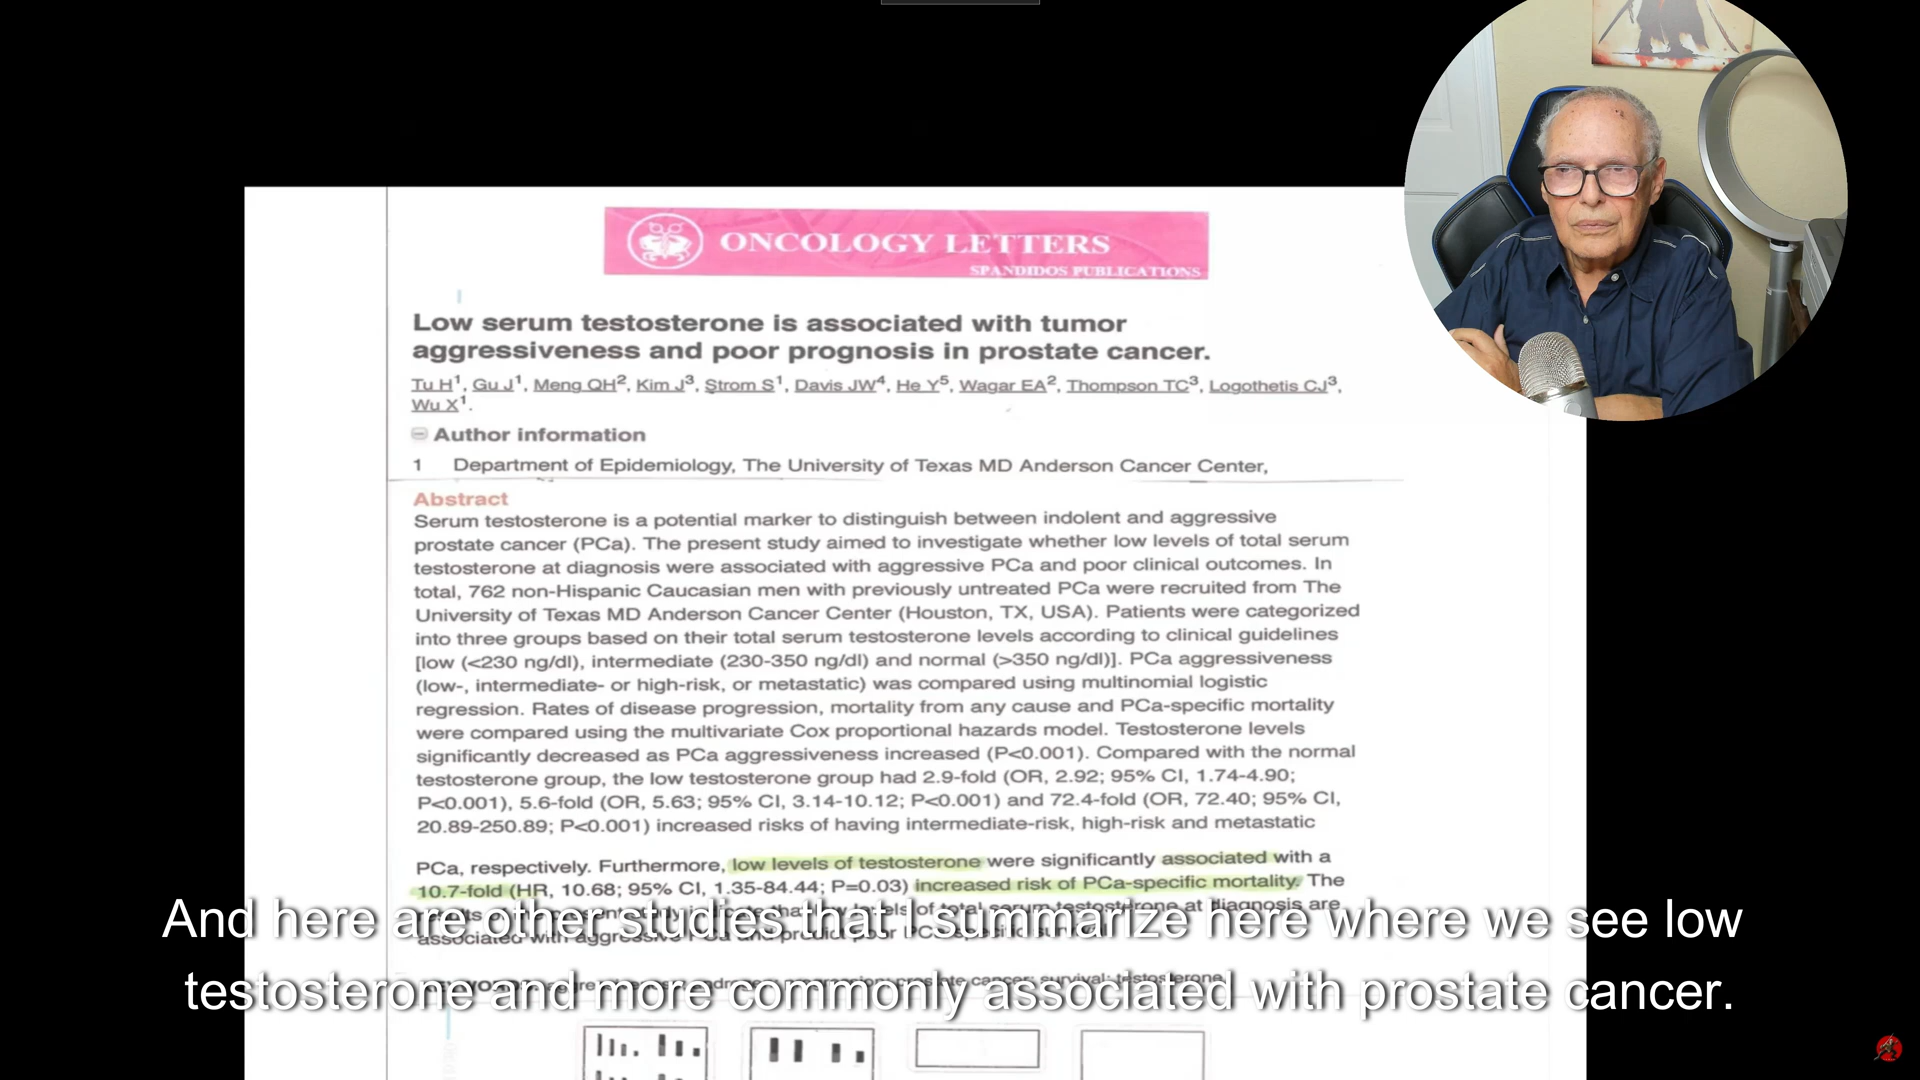 ONCOLOGY LETTERS
SPANDIDOS PUBLICATIONS
Low serum testosterone is associated with tumor
aggressiveness and poor prognosis in prostate cancer.
Tu H1, Gu J1, Meng QH2, Kim J3, Strom S1, Davis JW4, He Y5, Wagar EA2, Thompson TC3, Logothetis CJ3,
Wu X1.
Author information
1 Department of Epidemiology, The University of Texas MD Anderson Cancer Center,
Abstract
Serum testosterone is a potential marker to distinguish between indolent and aggressive
prostate cancer (PCa). The present study aimed to investigate whether low levels of total serum
testosterone at diagnosis were associated with aggressive PCa and poor clinical outcomes. In
total, 762 non-Hispanic Caucasian men with previously untreated PCa were recruited from The
University of Texas MD Anderson Cancer Center (Houston, TX, USA). Patients were categorized
into three groups based on their total serum testosterone levels according to clinical guidelines
[low (<230 ng/dl), intermediate (230-350 ng/dl) and normal (>350 ng/dl)]. PCa aggressiveness
(low-, intermediate- or high-risk, or metastatic) was compared using multinomial logistic
regression. Rates of disease progression, mortality from any cause and PCa-specific mortality
were compared using the multivariate Cox proportional hazards model. Testosterone levels
significantly decreased as PCa aggressiveness increased (P<0.001). Compared with the normal
testosterone group, the low testosterone group had 2.9-fold (OR, 2.92; 95% CI, 1.74-4.90;
P<0.001), 5.6-fold (OR, 5.63; 95% CI, 3.14-10.12; P<0.001) and 72.4-fold (OR, 72.40; 95% CI,
20.89-250.89; P<0.001) increased risks of having intermediate-risk, high-risk and metastatic
PCa, respectively. Furthermore, low levels of testosterone were significantly associated with a
10.7-fold (HR, 10.68; 95% CI, 1.35-84.44; P=0.03) increased risk of PCa-specific mortality. The
of total serum testosterone at diagnosis are
associated with
survival; testosterone
And here are other studies that I summarize here where we see low
testosterone and more commonly associated with prostate cancer.